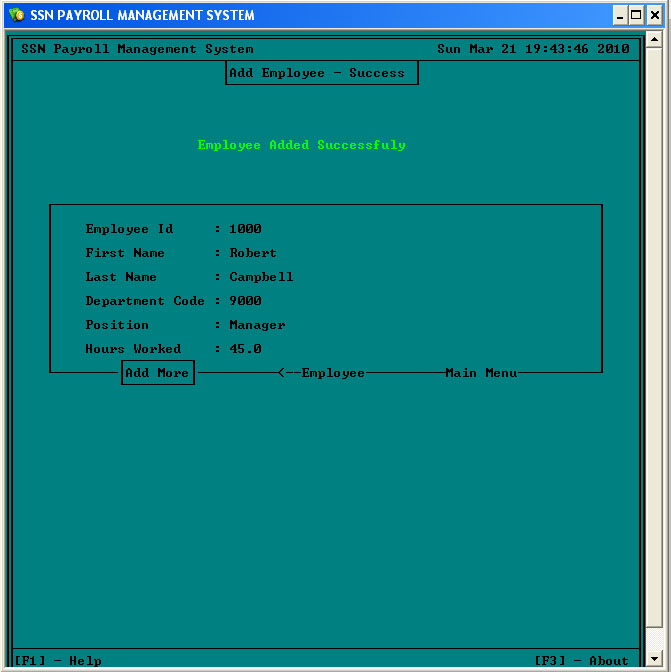 SSN PAYROLL MANAGEMENT SYSTEM
SSN Payroll Management System Sun Mar 21 19:43:46 2010
Add Employee - Success
Employee Added Successfuly
Employee Id : 1000
First Name : Robert
Last Name : Campbell
Department Code : 9000
Position : Manager
Hours Worked : 45.0
Add More <--Employee Main Menu
[F1] - Help [F3] - About